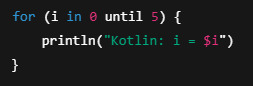 for (i in 0 until 5) {
    println("Kotlin: i = $i")
}